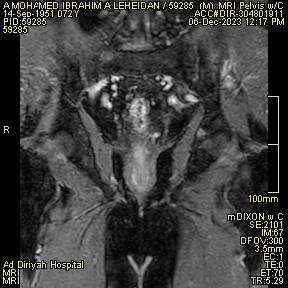 A MOHAMED IBRAHIM A LEHEIDAN / 59285 (M) MRI Pelvis w/C
14-Sep-1951 072Y
ACC#DIR-304801911
PID:59285
06-Dec-2023 12:17 PM
59285
R
100mm
mDIXON w C
SE:2101
IM:67
DFOV:300
3.5mm
EC:1
Ad Diriyah Hospital
TE:0
MRI
ET:70
MRI
TR:5.29